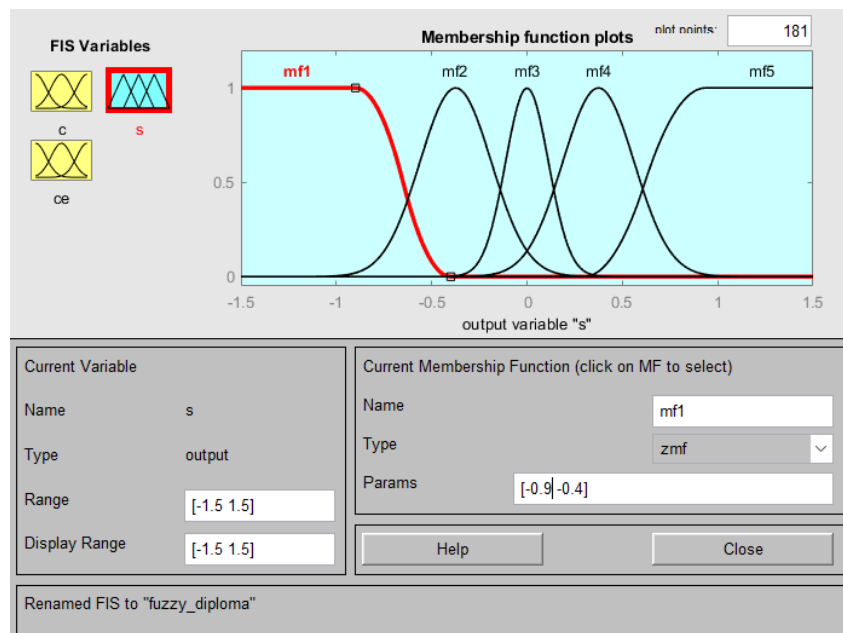 FIS Variables
c
s
ce
Membership function plots
plot points:
181
mf1
mf2
mf3
mf4
mf5
1
0.5
0
-1.5
-1
-0.5
0
0.5
1
1.5
output variable "s"
Current Variable
Name
s
Type
output
Range
[-1.5 1.5]
Display Range
[-1.5 1.5]
Current Membership Function (click on MF to select)
Name
mf1
Type
zmf
Params
[-0.9 -0.4]
Help
Close
Renamed FIS to "fuzzy_diploma"